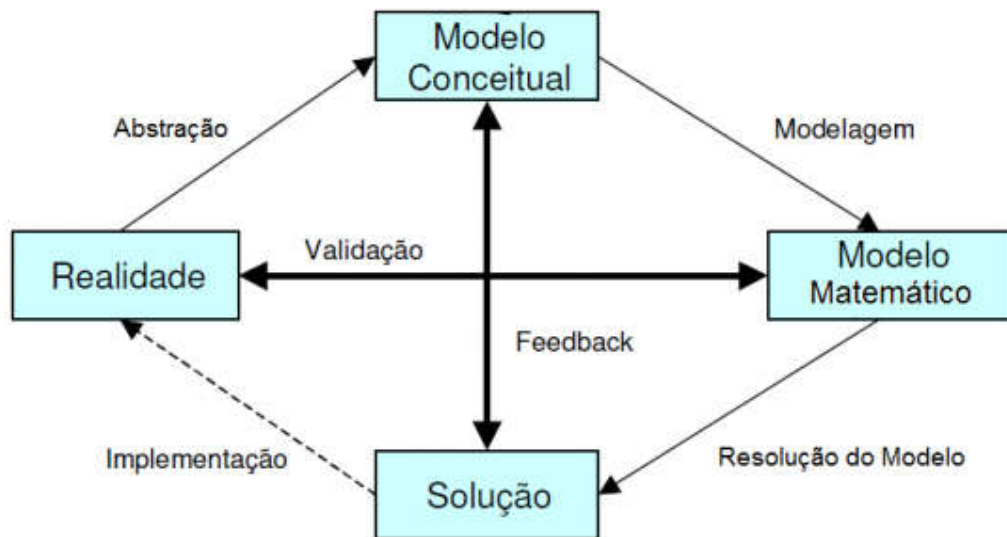 Modelo
Conceitual
Abstração
Modelagem
Realidade
Validação
Modelo
Matemático
Feedback
Implementação
Solução
Resolução do Modelo